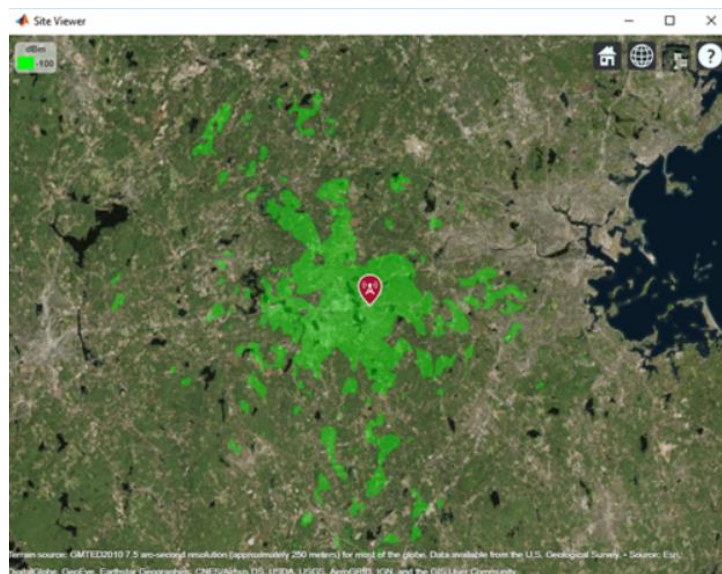 Site Viewer
dBm
-100
?
Terrain source: GMTED2010 7.5 arc-second resolution (approximately 250 meters) for most of the globe. Data available from the U.S. Geological Survey. • Source: Esri,
DigitalGlobe, GeoEye, Earthstar Geographics, CNES/Airbus DS, USDA, USGS, AeroGRID, IGN, and the GIS User Community